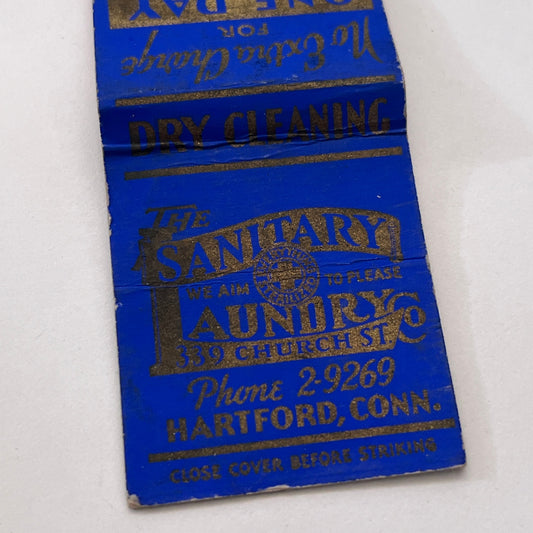 ONE DAY
FOR
No Extra Charge
DRY CLEANING
THE
SANITARY
WE AIM TO PLEASE
LAUNDRY CO
339 CHURCH ST.
Phone 2-9269
HARTFORD, CONN.
CLOSE COVER BEFORE STRIKING